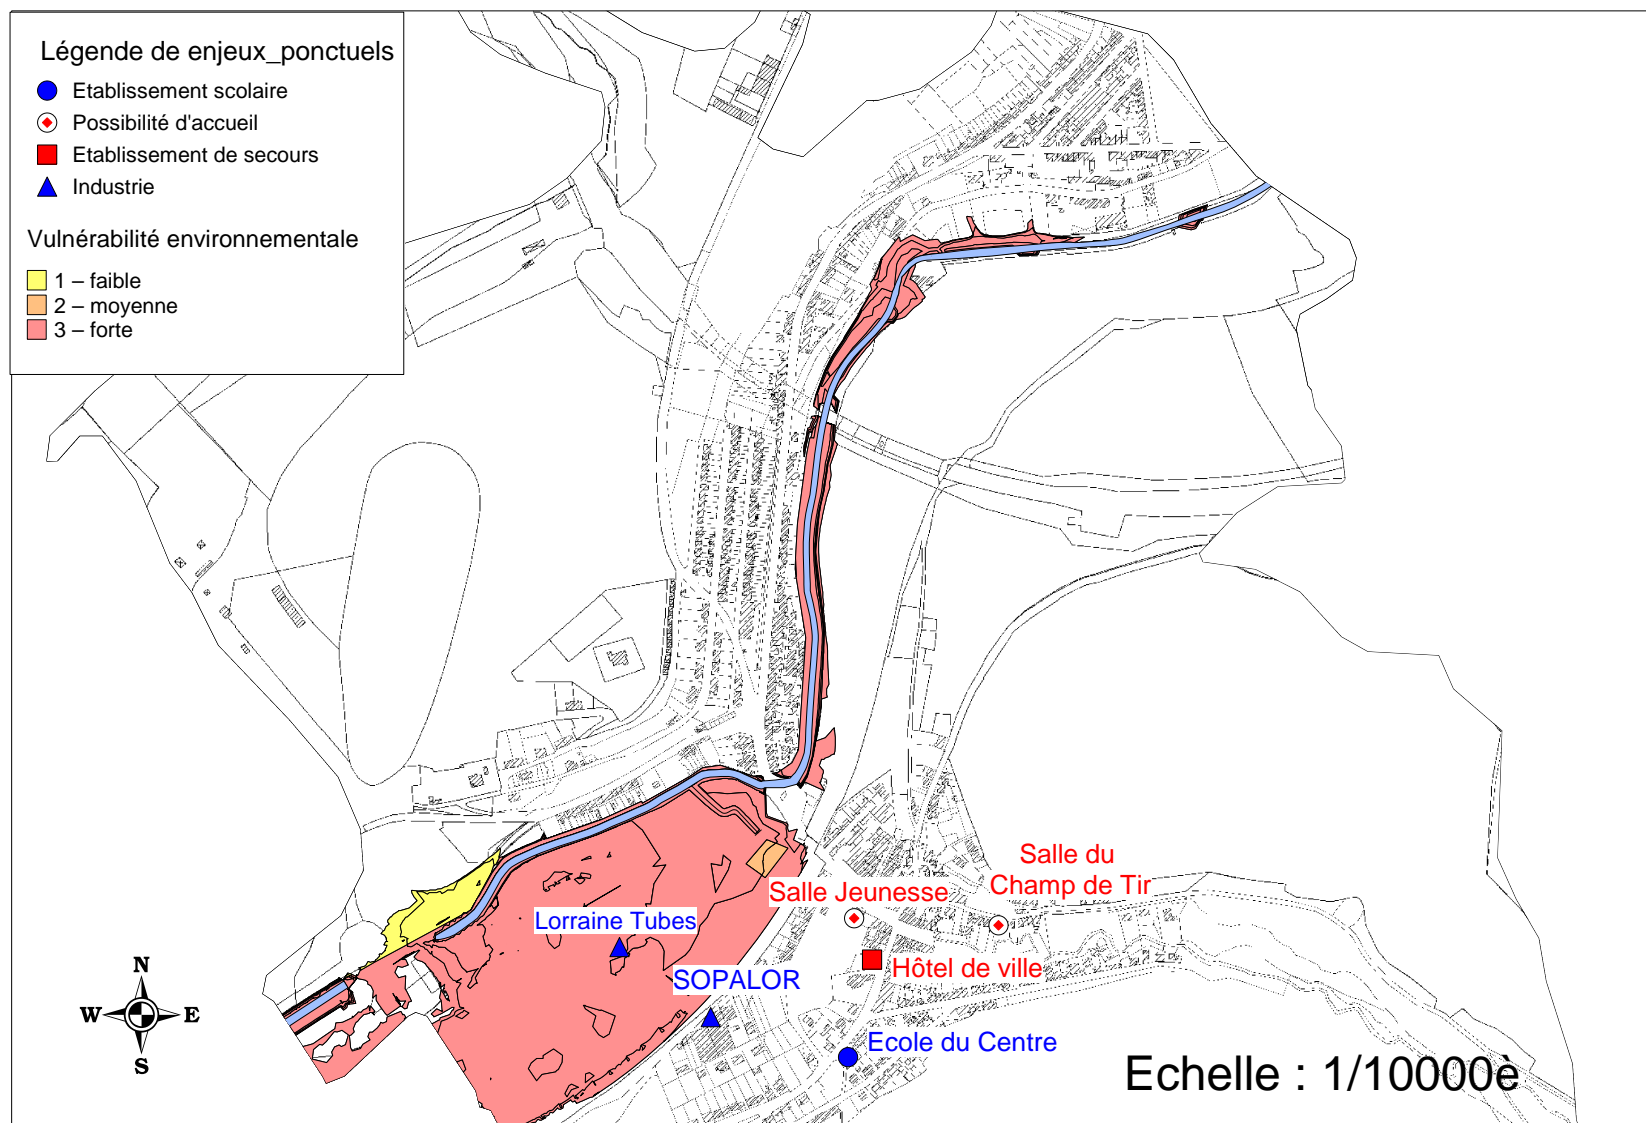 Légende de enjeux_ponctuels
Etablissement scolaire
Possibilité d'accueil
Etablissement de secours
Industrie
Vulnérabilité environnementale
1 – faible
2 – moyenne
3 – forte
Salle du
Champ de Tir
Salle Jeunesse
Lorraine Tubes
Hôtel de ville
SOPALOR
Ecole du Centre
N
W E
S
Echelle : 1/10000è